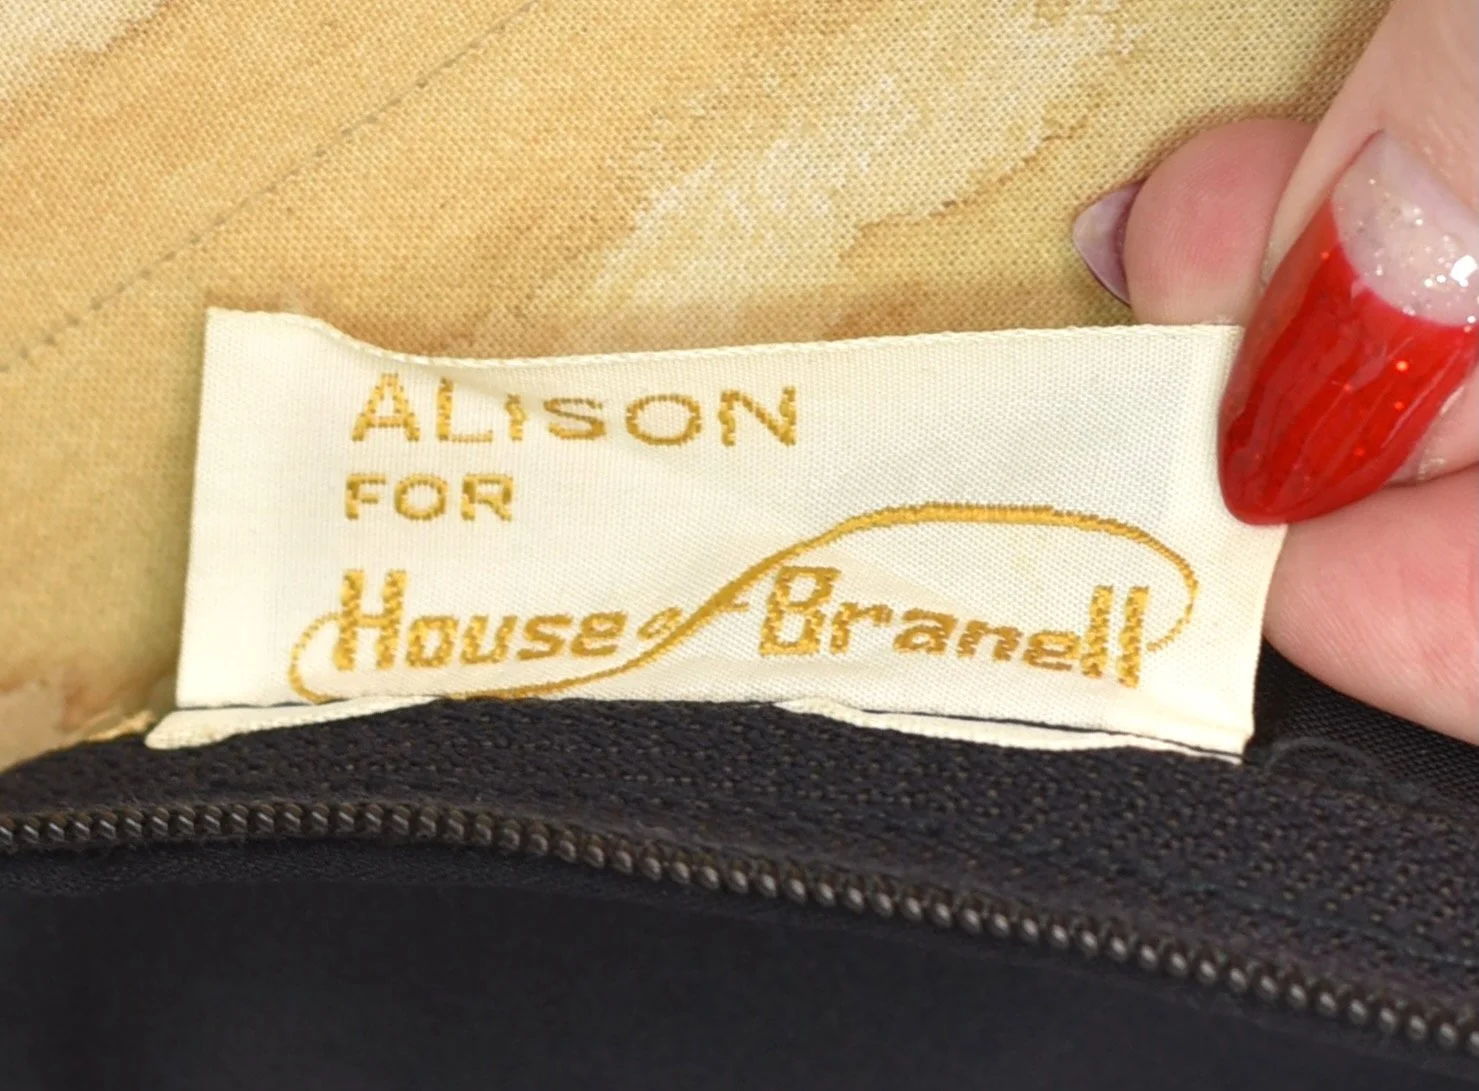 ALISON
FOR
House of Branell